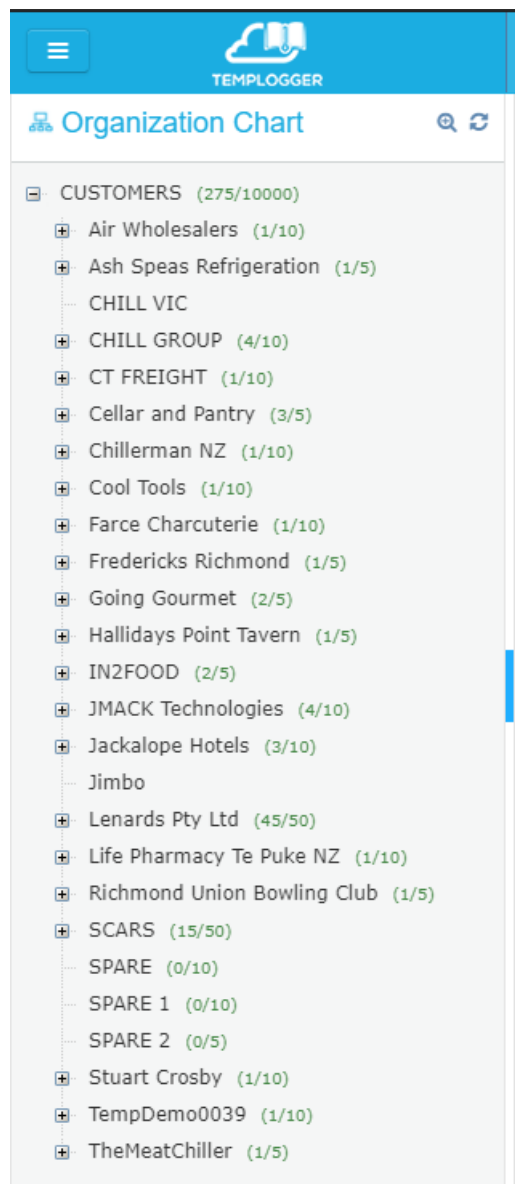 TEMPLOGGER
Organization Chart
CUSTOMERS (275/10000)
Air Wholesalers (1/10)
Ash Speas Refrigeration (1/5)
CHILL VIC
CHILL GROUP (4/10)
CT FREIGHT (1/10)
Cellar and Pantry (3/5)
Chillerman NZ (1/10)
Cool Tools (1/10)
Farce Charcuterie (1/10)
Fredericks Richmond (1/5)
Going Gourmet (2/5)
Hallidays Point Tavern (1/5)
IN2FOOD (2/5)
JMACK Technologies (4/10)
Jackalope Hotels (3/10)
Jimbo
Lenards Pty Ltd (45/50)
Life Pharmacy Te Puke NZ (1/10)
Richmond Union Bowling Club (1/5)
SCARS (15/50)
SPARE (0/10)
SPARE 1 (0/10)
SPARE 2 (0/5)
Stuart Crosby (1/10)
TempDemo0039 (1/10)
TheMeatChiller (1/5)